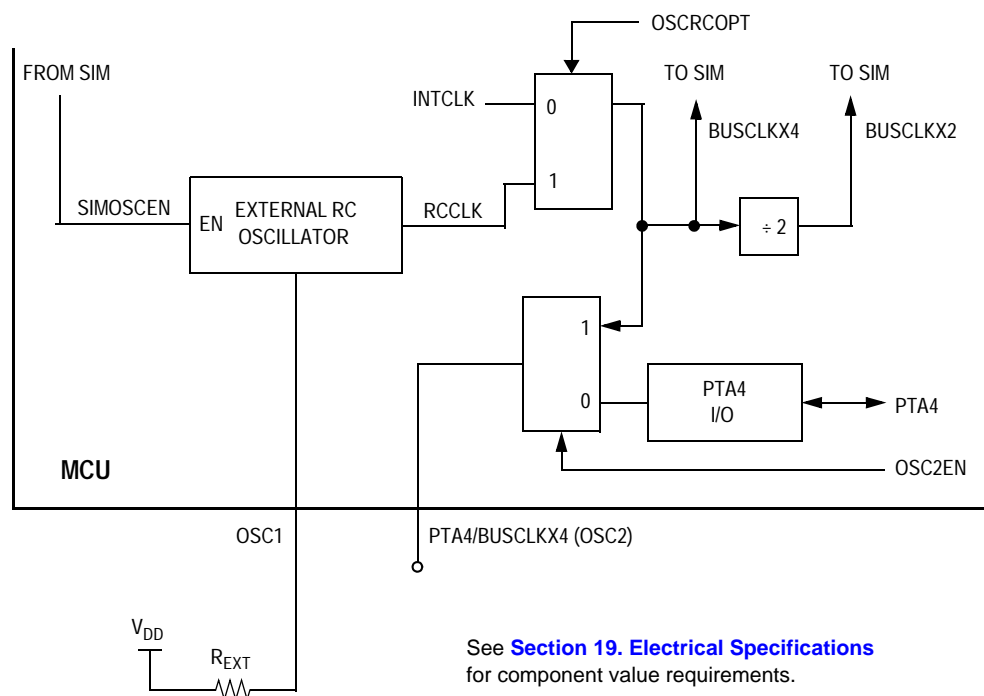 OSCRCOPT
FROM SIM
TO SIM
TO SIM
INTCLK
0
BUSCLKX4
BUSCLKX2
1
SIMOSCEN
EN
EXTERNAL RC
OSCILLATOR
RCCLK
÷ 2
1
0
PTA4
I/O
PTA4
MCU
OSC2EN
OSC1
PTA4/BUSCLKX4 (OSC2)
VDD
REXT
See Section 19. Electrical Specifications
for component value requirements.